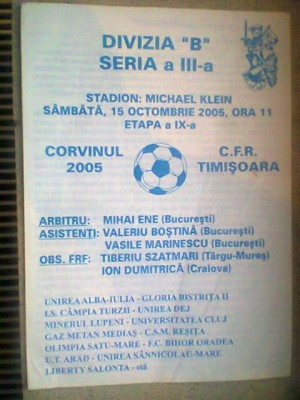 DIVIZIA "B"
SERIA a III-a
STADION: MICHAEL KLEIN
SÂMBĂTĂ, 15 OCTOMBRIE 2005, ORA 11
ETAPA a IX-a
CORVINUL
2005
C.F.R.
TIMIŞOARA
ARBITRU: MIHAI ENE (Bucureşti)
ASISTENŢI: VALERIU BOŞTINĂ (Bucureşti)
VASILE MARINESCU (Bucureşti)
OBS. FRF: TIBERIU SZATMARI (Târgu-Mureş)
ION DUMITRICĂ (Craiova)
UNIREA ALBA-IULIA - GLORIA BISTRIŢA II
I.S. CÂMPIA TURZII - UNIREA DEJ
MINERUL LUPENI - UNIVERSITATEA CLUJ
GAZ METAN MEDIAŞ - C.S.M. REŞIŢA
OLIMPIA SATU-MARE - F.C. BIHOR ORADEA
U.T. ARAD - UNIREA SÂNNICOLAU-MARE
LIBERTY SALONTA - stă